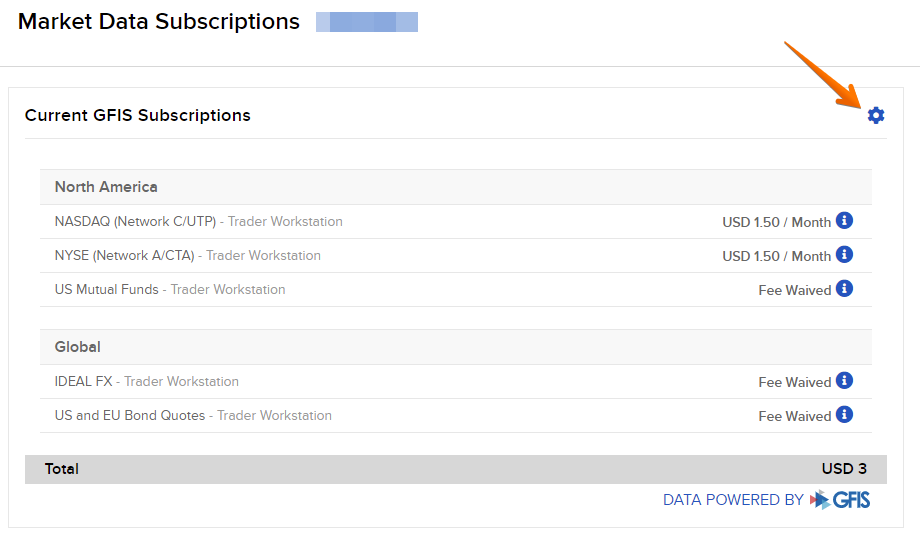 Market Data Subscriptions
Current GFIS Subscriptions
North America
NASDAQ (Network C/UTP) - Trader Workstation USD 1.50 / Month
NYSE (Network A/CTA) - Trader Workstation USD 1.50 / Month
US Mutual Funds - Trader Workstation Fee Waived
Global
IDEAL FX - Trader Workstation Fee Waived
US and EU Bond Quotes - Trader Workstation Fee Waived
Total USD 3
DATA POWERED BY GFIS